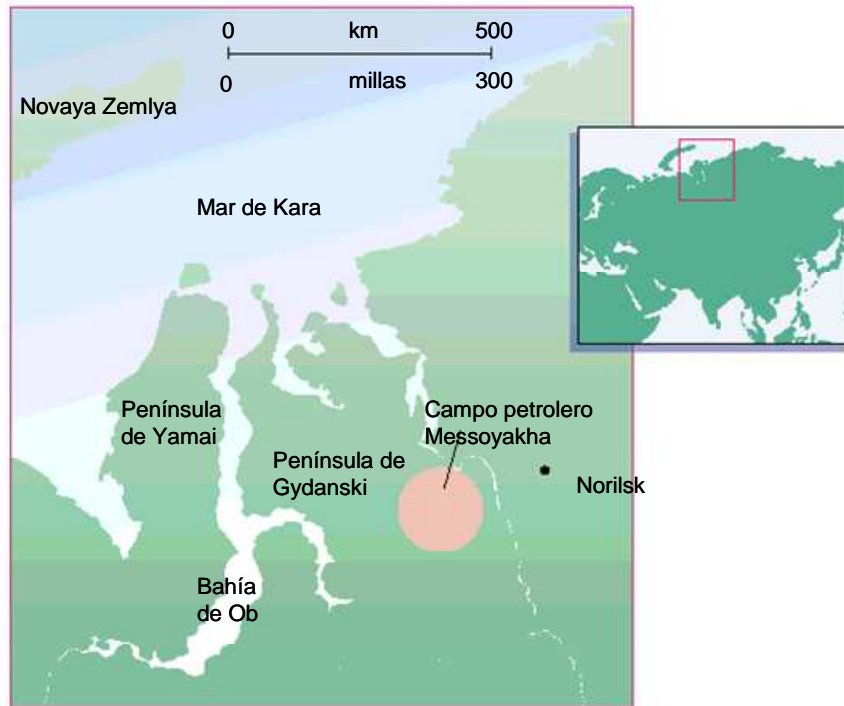 0 km 500
0 millas 300
Novaya Zemlya
Mar de Kara
Península
de Yamai
Campo petrolero
Messoyakha
Península de
Gydanski
Norilsk
Bahía
de Ob